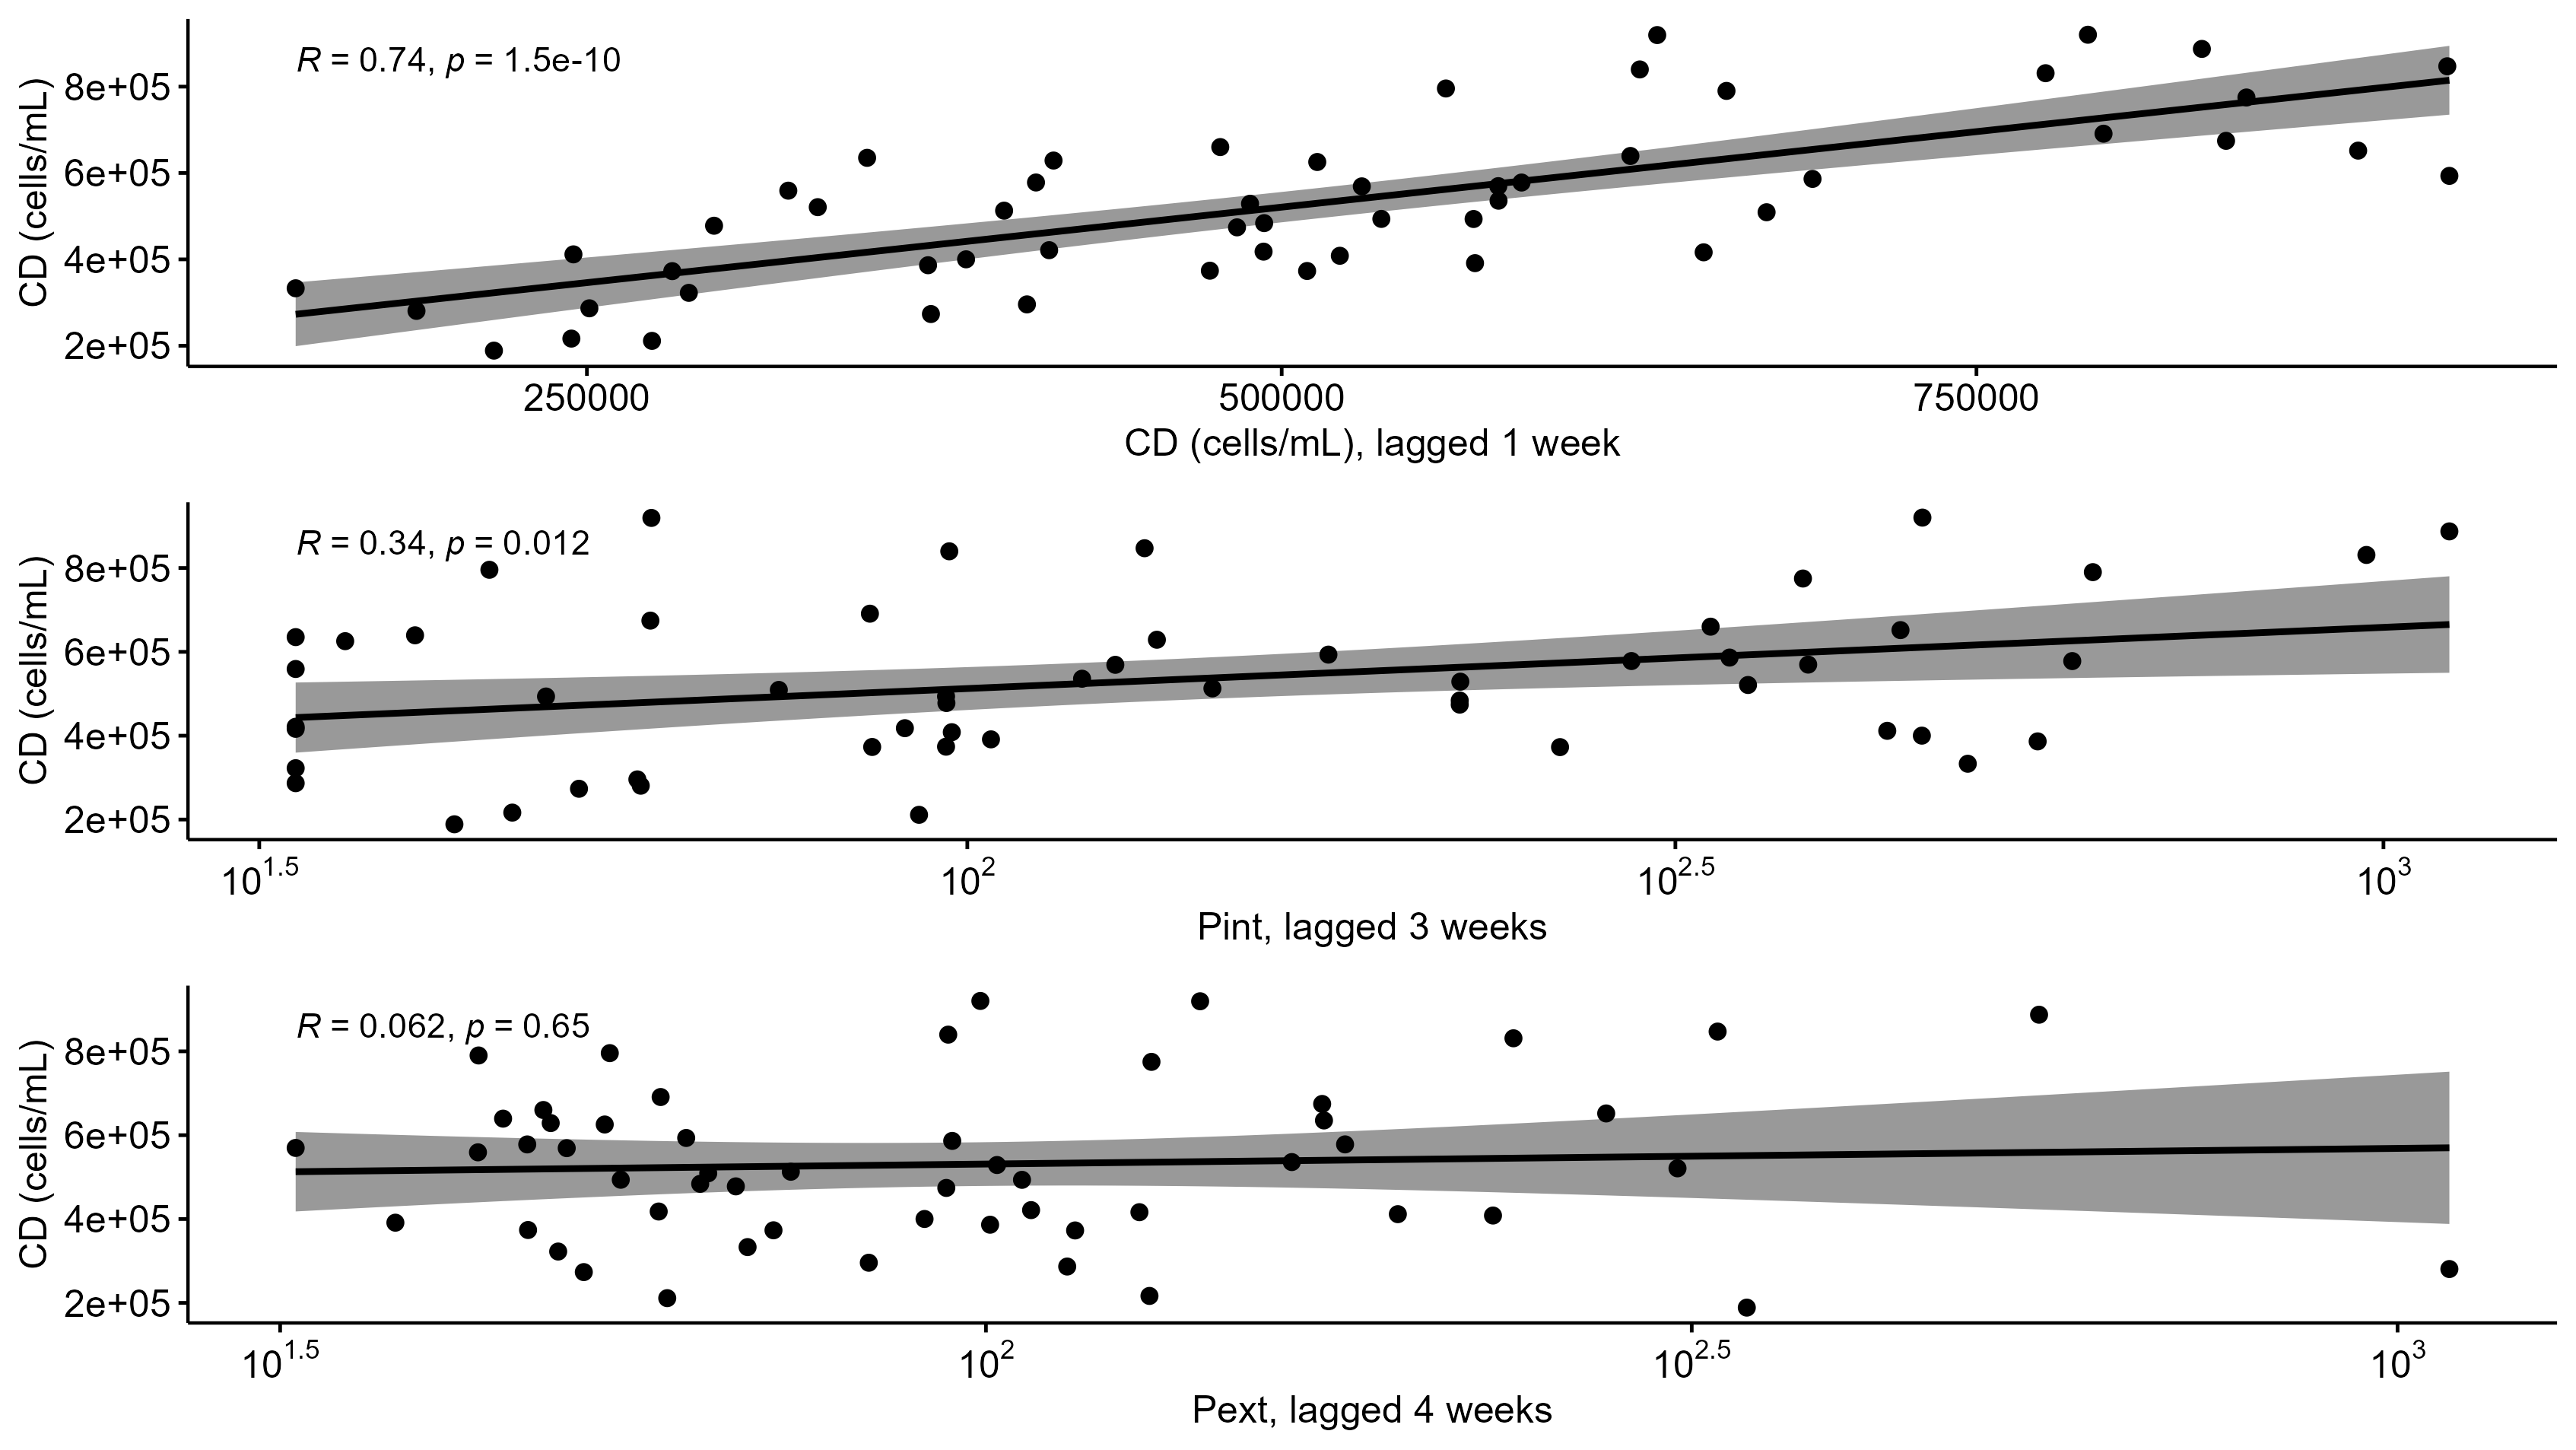 R = 0.74, p = 1.5e-10
CD (cells/mL)
8e+05
6e+05
4e+05
2e+05
250000 500000 750000
CD (cells/mL), lagged 1 week
R = 0.34, p = 0.012
CD (cells/mL)
8e+05
6e+05
4e+05
2e+05
10^1.5 10^2 10^2.5 10^3
Pint, lagged 3 weeks
R = 0.062, p = 0.65
CD (cells/mL)
8e+05
6e+05
4e+05
2e+05
10^1.5 10^2 10^2.5 10^3
Pext, lagged 4 weeks